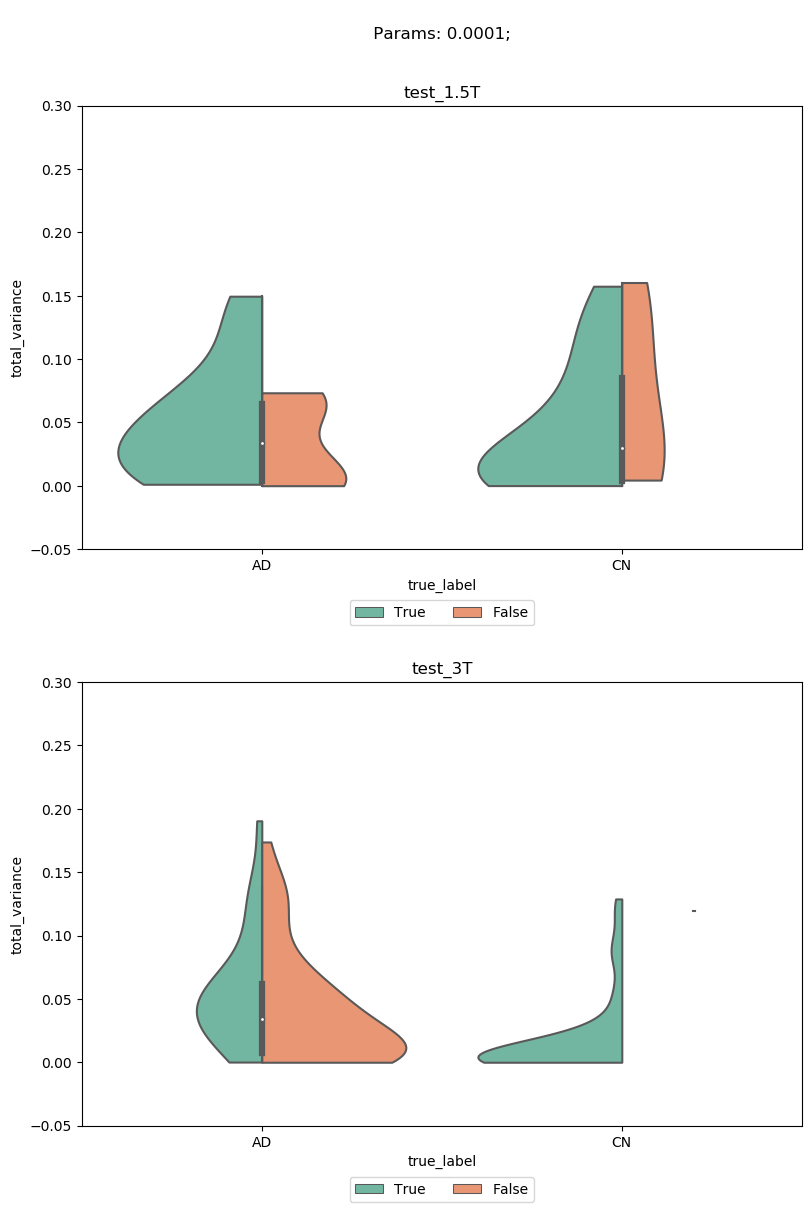 Params: 0.0001;
test_1.5T
0.30
0.25
0.20
0.15
0.10
0.05
0.00
−0.05
total_variance
AD CN
true_label
True False
test_3T
0.30
0.25
0.20
0.15
0.10
0.05
0.00
−0.05
total_variance
AD CN
true_label
True False